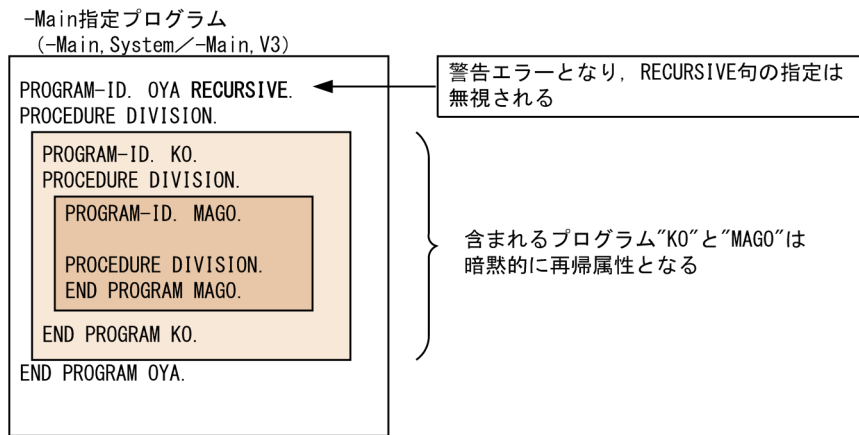 -Main指定プログラム
(-Main,System／-Main,V3)
PROGRAM-ID. OYA RECURSIVE.
PROCEDURE DIVISION.
警告エラーとなり，RECURSIVE句の指定は
無視される
PROGRAM-ID. KO.
PROCEDURE DIVISION.
PROGRAM-ID. MAGO.
PROCEDURE DIVISION.
END PROGRAM MAGO.
END PROGRAM KO.
END PROGRAM OYA.
含まれるプログラム"KO"と"MAGO"は
暗黙的に再帰属性となる